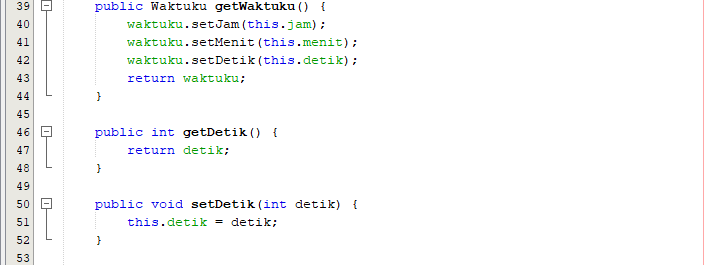 39 public Waktuku getWaktuku() {
40 waktuku.setJam(this.jam);
41 waktuku.setMenit(this.menit);
42 waktuku.setDetik(this.detik);
43 return waktuku;
44 }
45
46 public int getDetik() {
47 return detik;
48 }
49
50 public void setDetik(int detik) {
51 this.detik = detik;
52 }
53